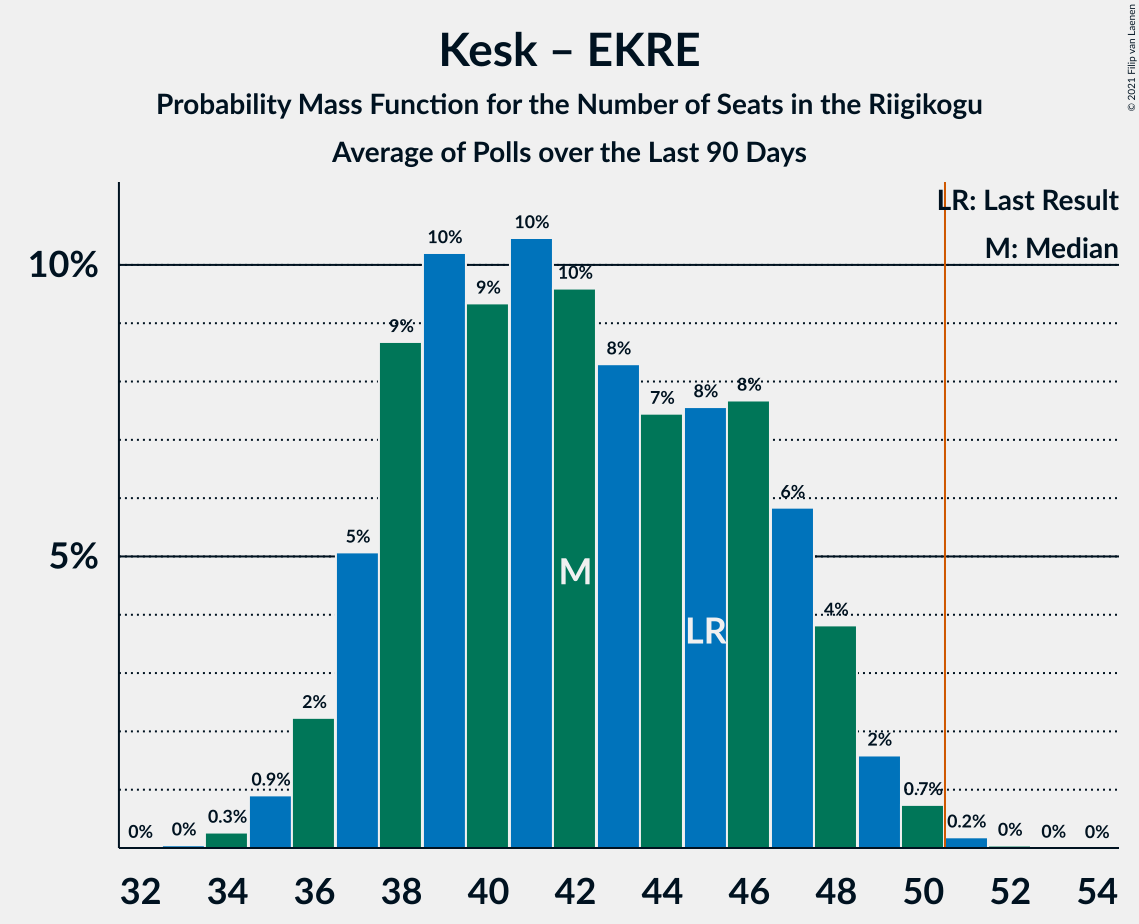 Kesk – EKRE
Probability Mass Function for the Number of Seats in the Riigikogu
Average of Polls over the Last 90 Days
© 2021 Filip van Laenen
LR: Last Result
M: Median
10%
5%
0%
0%
0.3%
0.9%
2%
5%
9%
10%
9%
10%
10%
8%
7%
8%
8%
6%
4%
2%
0.7%
0.2%
0%
0%
0%
M
LR
32 34 36 38 40 42 44 46 48 50 52 54